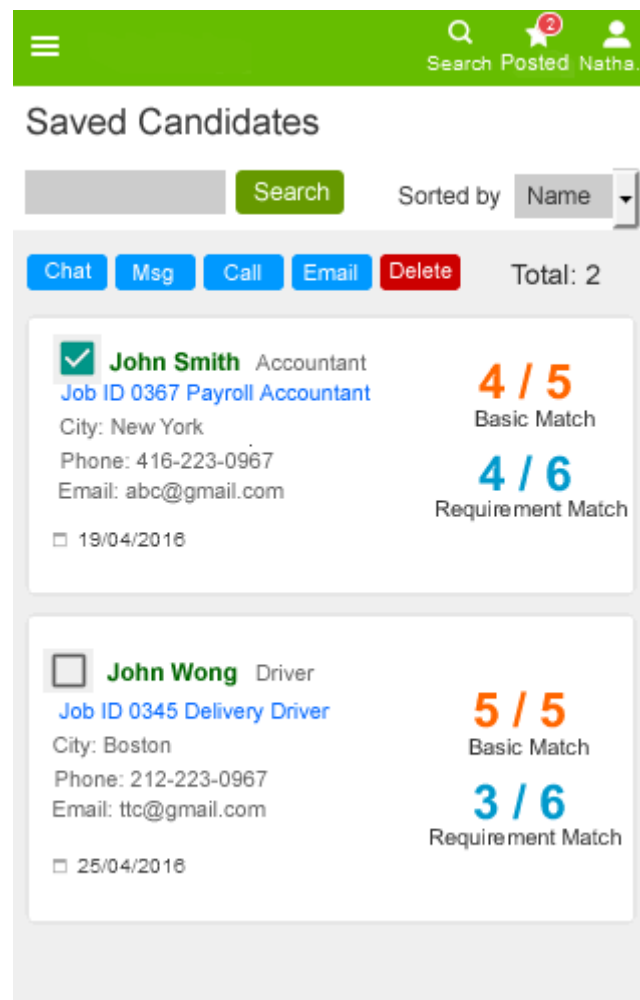 2
Search Posted Natha.
Saved Candidates
Search Sorted by Name
Chat Msg Call Email Delete Total: 2
John Smith Accountant
Job ID 0367 Payroll Accountant
City: New York
Phone: 416-223-0967
Email: abc@gmail.com
19/04/2016
4 / 5
Basic Match
4 / 6
Requirement Match
John Wong Driver
Job ID 0345 Delivery Driver
City: Boston
Phone: 212-223-0967
Email: ttc@gmail.com
25/04/2016
5 / 5
Basic Match
3 / 6
Requirement Match